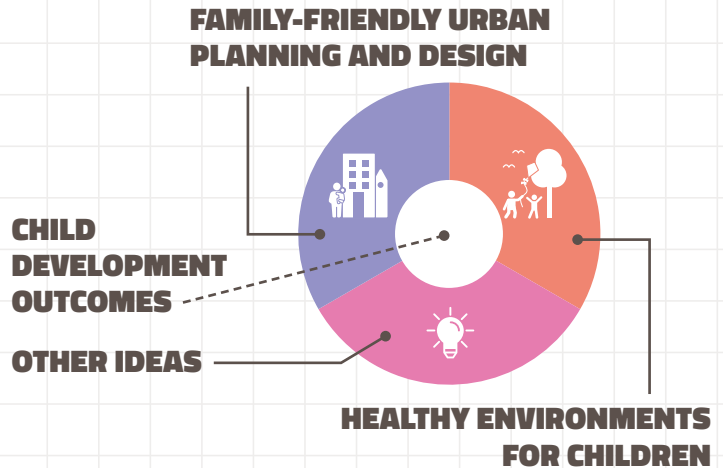 FAMILY-FRIENDLY URBAN
PLANNING AND DESIGN
CHILD
DEVELOPMENT
OUTCOMES
OTHER IDEAS
HEALTHY ENVIRONMENTS
FOR CHILDREN